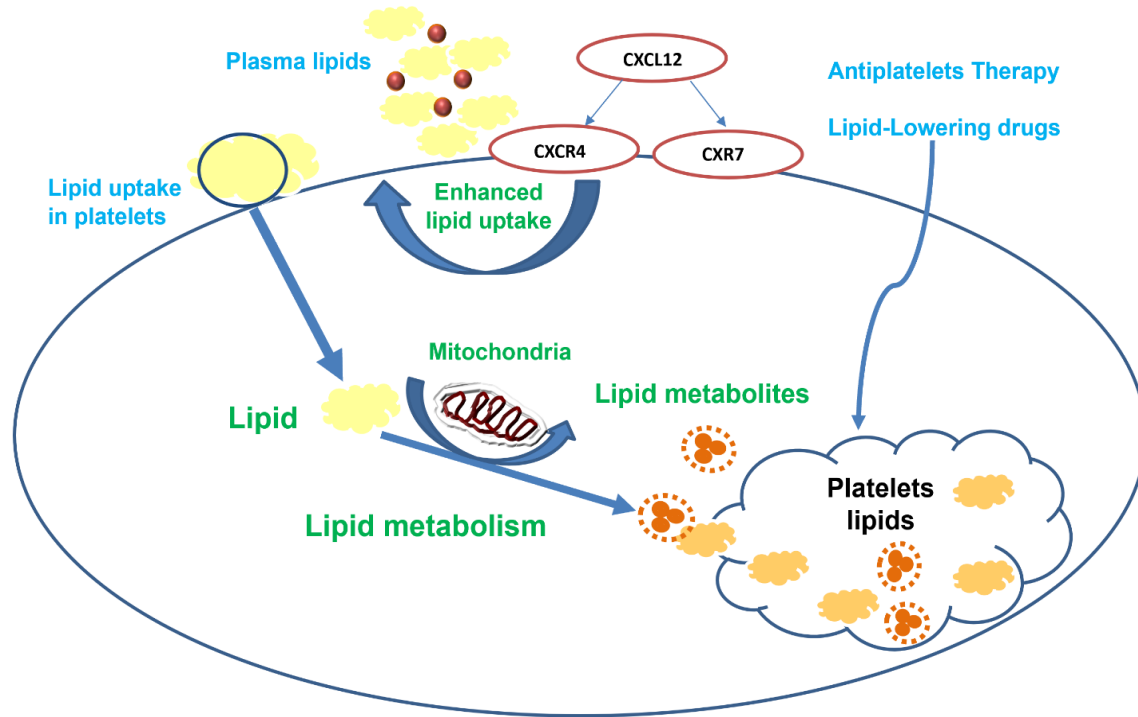 Plasma lipids
CXCL12
Antiplatelets Therapy
Lipid-Lowering drugs
CXCR4
CXR7
Lipid uptake
in platelets
Enhanced
lipid uptake
Mitochondria
Lipid
Lipid metabolites
Lipid metabolism
Platelets
lipids